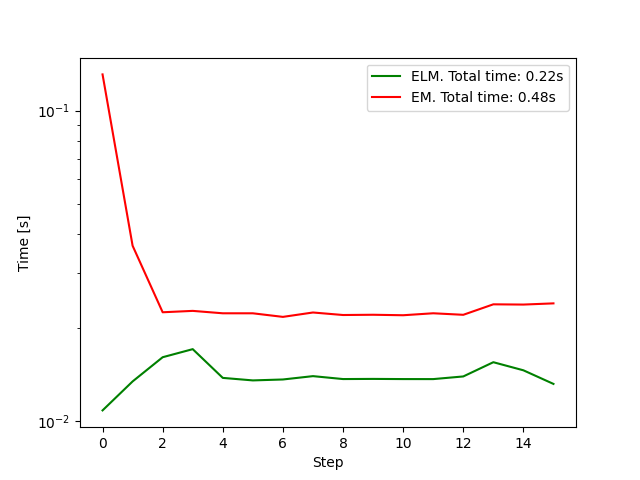 ELM. Total time: 0.22s
EM. Total time: 0.48s
10⁻¹
10⁻²
Time [s]
0 2 4 6 8 10 12 14
Step